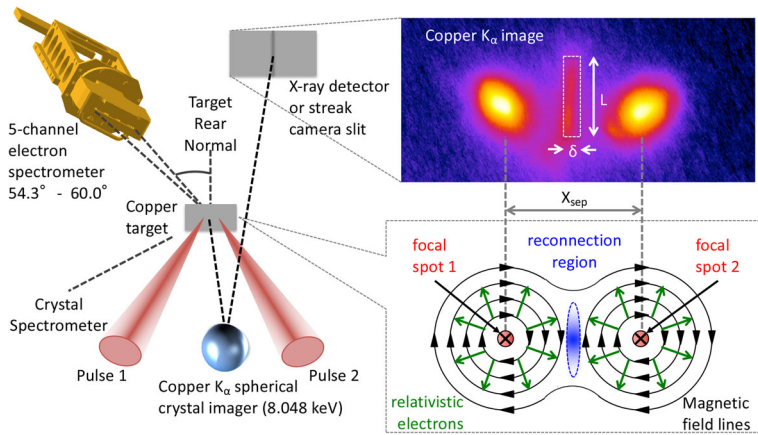 Target
Rear
Normal
X-ray detector
or streak
camera slit
5-channel
electron
spectrometer
54.3° - 60.0°
Copper
target
Crystal
Spectrometer
Pulse 1
Pulse 2
Copper Kα spherical
crystal imager (8.048 keV)
Copper Kα image
L
δ
Xsep
focal
spot 1
reconnection
region
focal
spot 2
relativistic
electrons
Magnetic
field lines